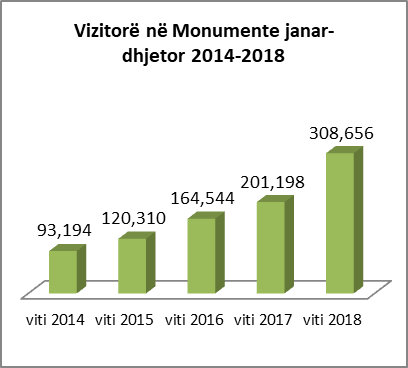 Vizitorë në Monumente janar-
dhjetor 2014-2018
308,656
201,198
164,544
120,310
93,194
viti 2014 viti 2015 viti 2016 viti 2017 viti 2018